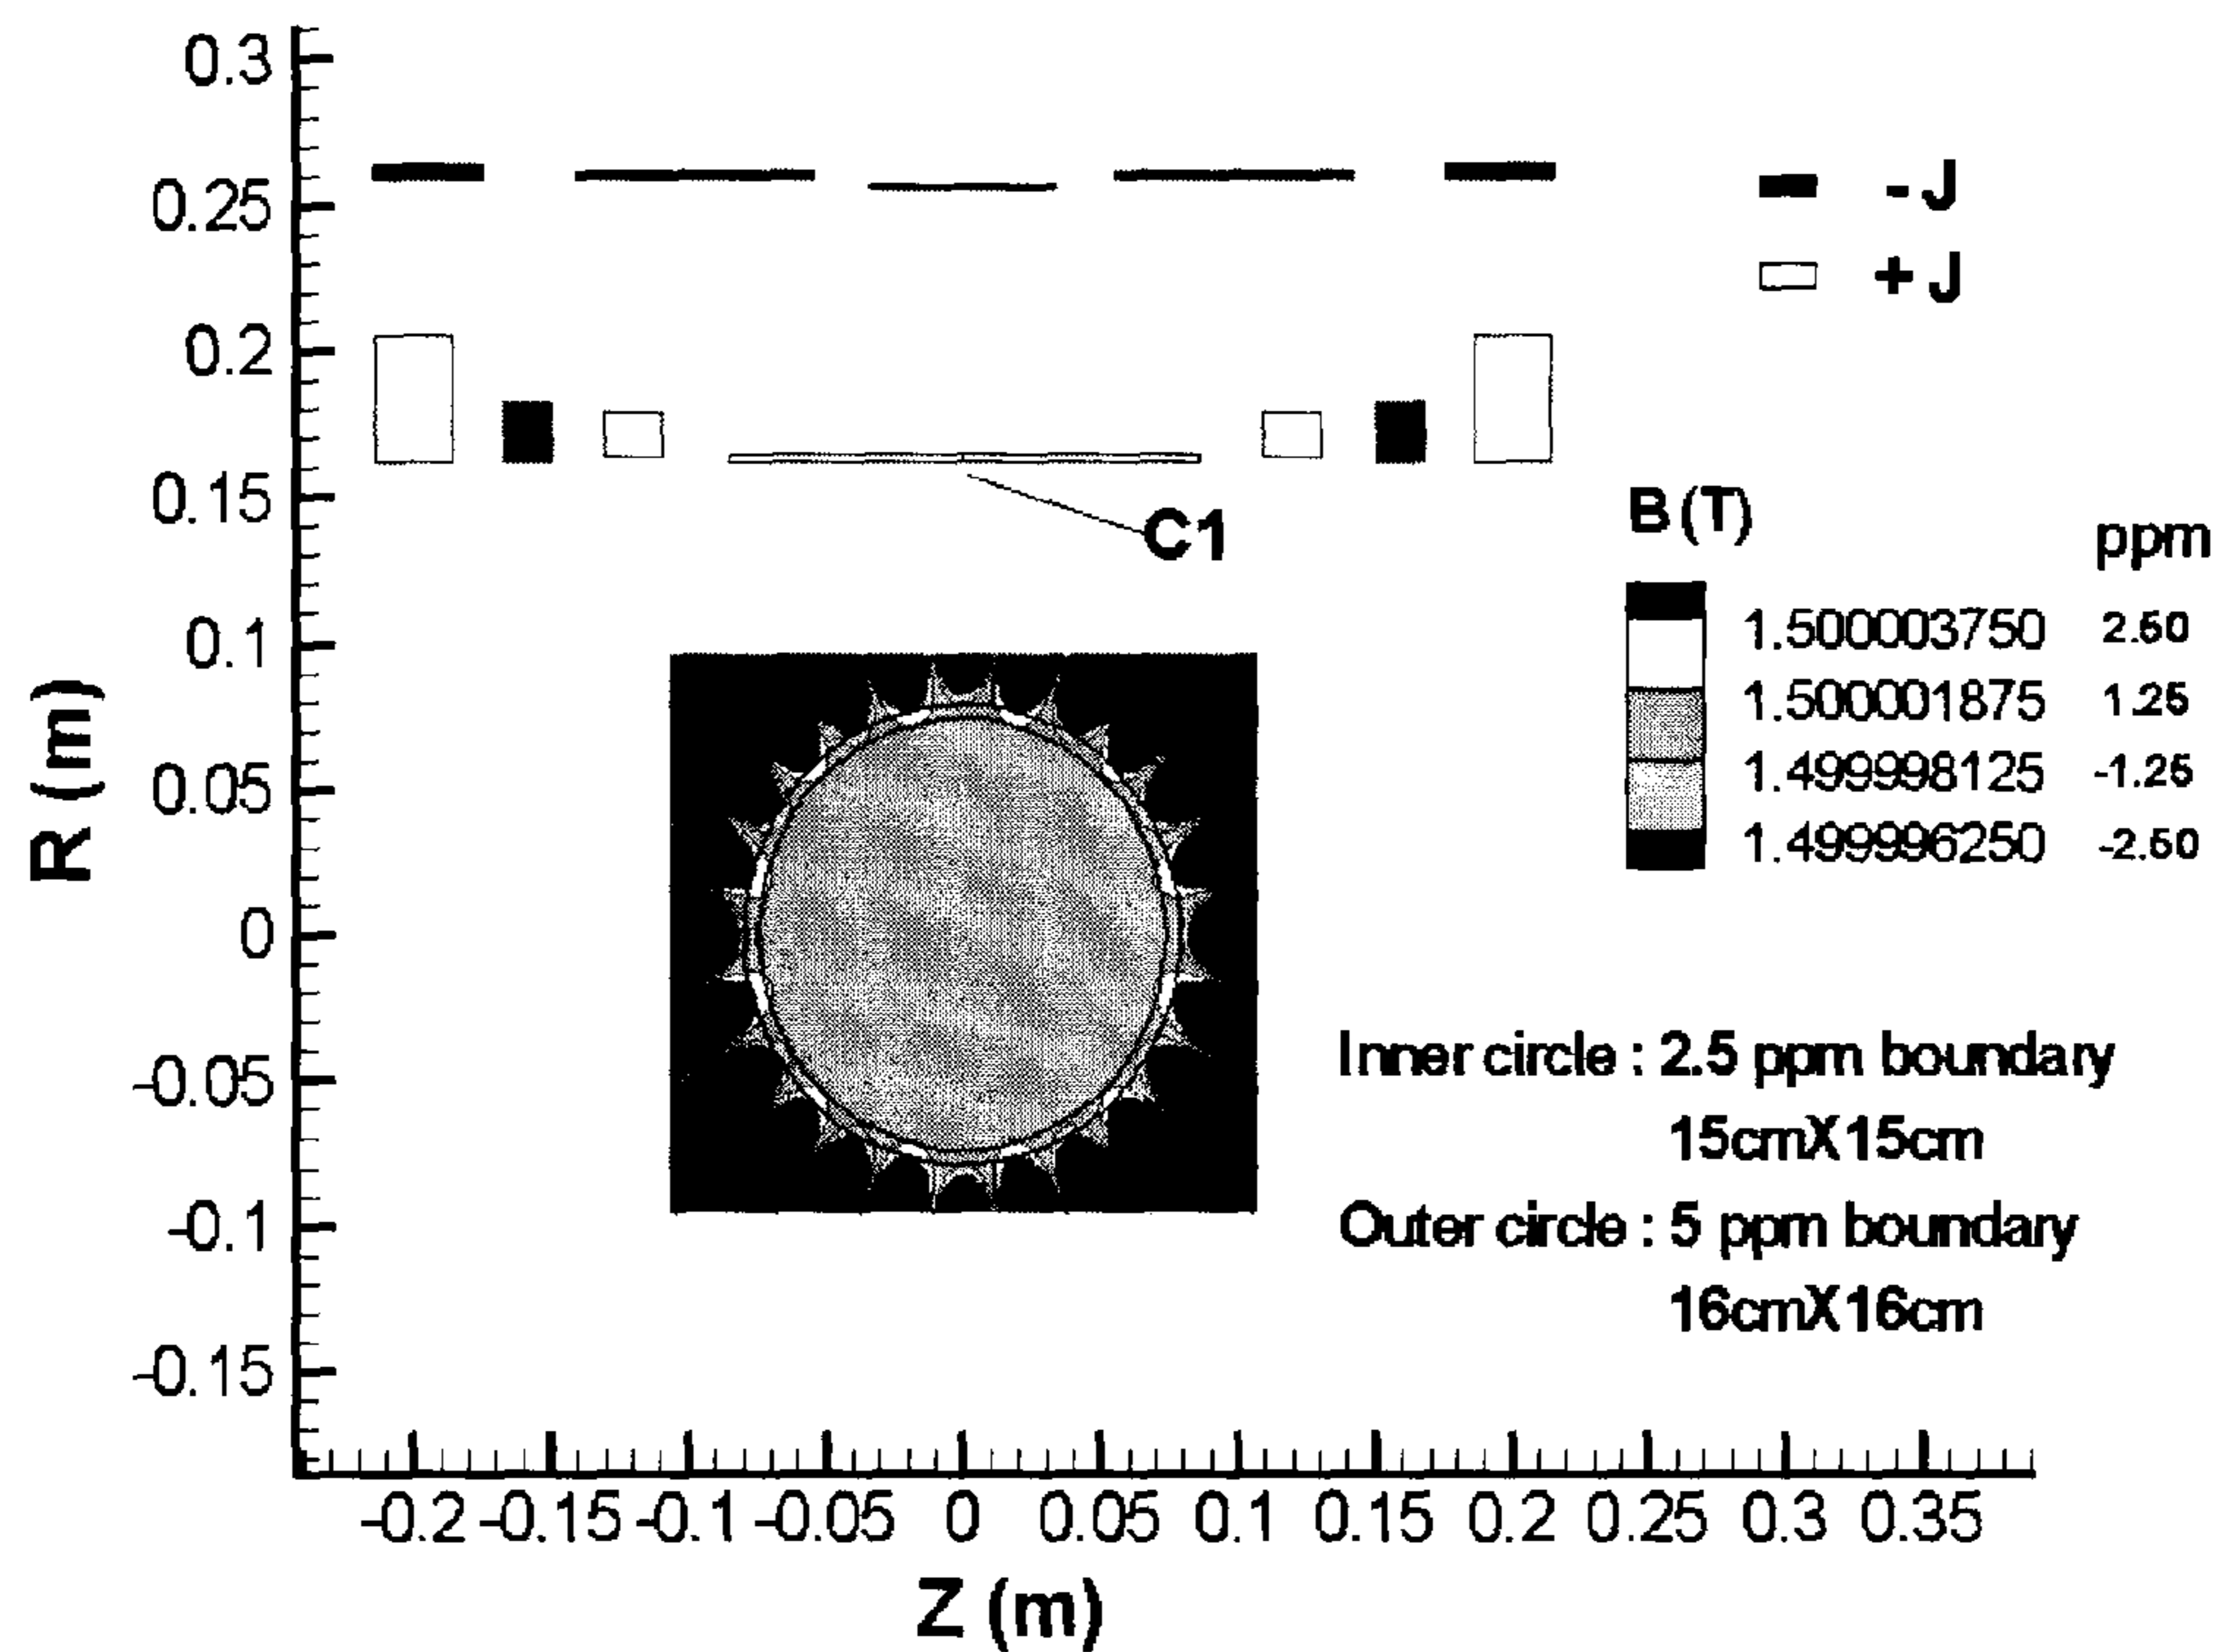 0.3
0.25
0.2
0.15
0.1
0.05
0
-0.05
-0.1
-0.15
R (m)
-J
+J
C1
B (T)
ppm
1.500003750 2.50
1.500001875 1.25
1.499998125 -1.25
1.499996250 -2.50
Inner circle : 2.5 ppm boundary
15cmX15cm
Outer circle : 5 ppm boundary
16cmX16cm
-0.2 -0.15 -0.1 -0.05 0 0.05 0.1 0.15 0.2 0.25 0.3 0.35
Z (m)